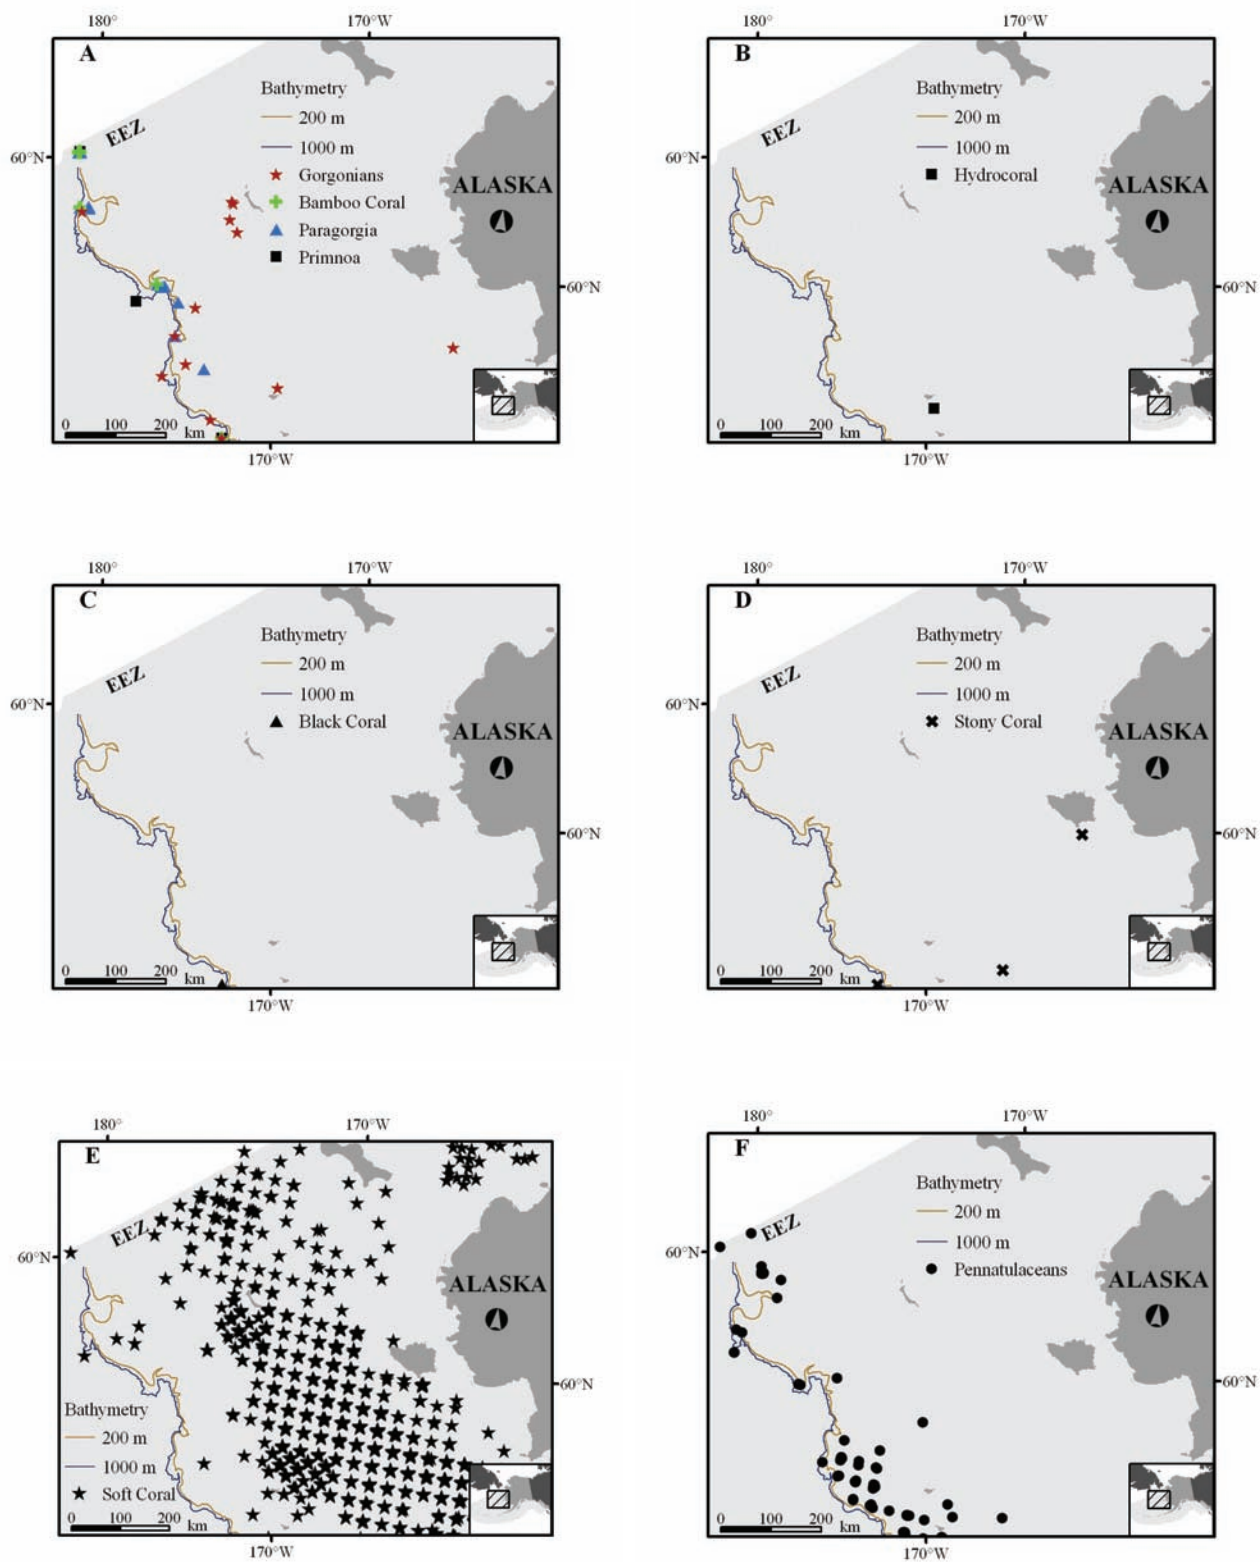 180°
170°W
A
Bathymetry
200 m
1000 m
Gorgonians
Bamboo Coral
Paragorgia
Primnoa
EEZ
60°N
ALASKA
60°N
0 100 200
km
170°W
180°
170°W
B
Bathymetry
200 m
1000 m
Hydrocoral
EEZ
60°N
ALASKA
60°N
0 100 200
km
170°W
180°
170°W
C
Bathymetry
200 m
1000 m
Black Coral
EEZ
60°N
ALASKA
60°N
0 100 200
km
170°W
180°
170°W
D
Bathymetry
200 m
1000 m
Stony Coral
EEZ
60°N
ALASKA
60°N
0 100 200
km
170°W
180°
170°W
E
EEZ
60°N
ALASKA
60°N
Bathymetry
200 m
1000 m
Soft Coral
0 100 200
km
170°W
180°
170°W
F
Bathymetry
200 m
1000 m
Pennatulaceans
EEZ
60°N
ALASKA
60°N
0 100 200
km
170°W